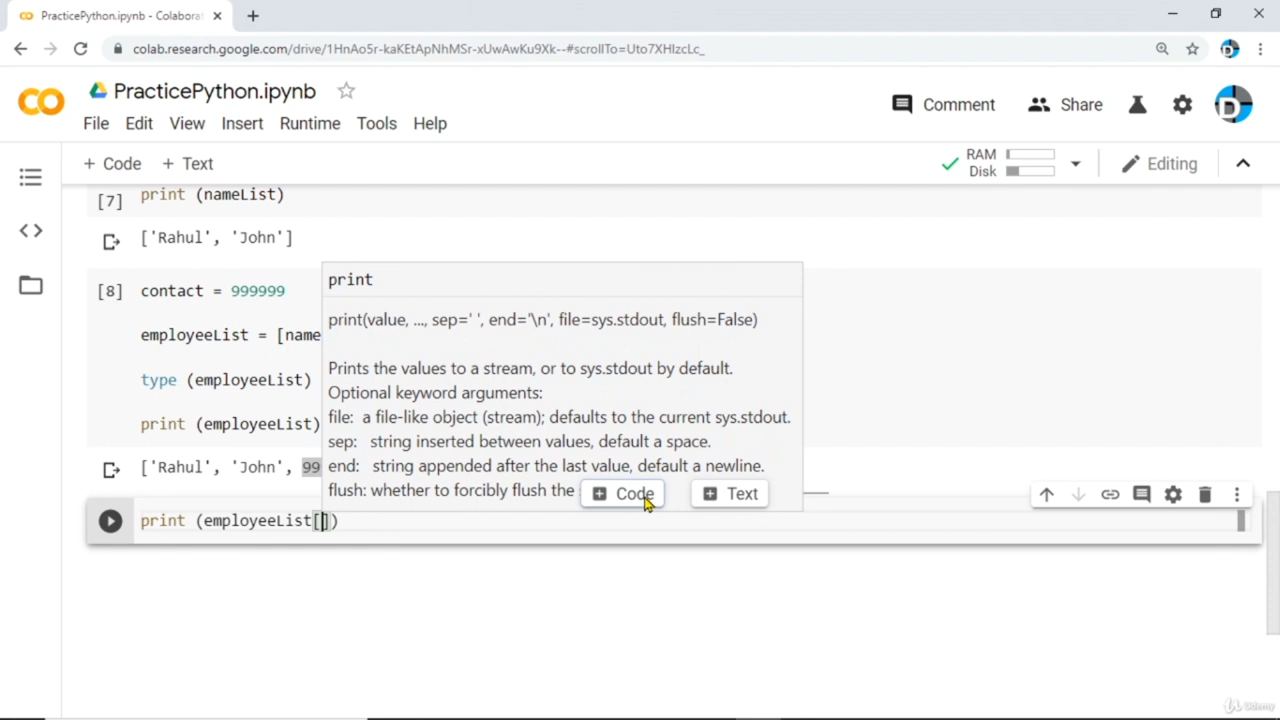 PracticePython.ipynb - Colabora
colab.research.google.com/drive/1HnAo5r-kaKEtApNhMSr-xUwAwKu9Xk--#scrollTo=Uto7XHIzcLc_
CO
PracticePython.ipynb
Comment
Share
File Edit View Insert Runtime Tools Help
+ Code + Text
RAM
Disk
Editing
[7] print (nameList)
['Rahul', 'John']
[8] contact = 999999
employeeList = [name
type (employeeList)
print (employeeList)
['Rahul', 'John', 99
print
print(value, ..., sep=' ', end='\n', file=sys.stdout, flush=False)
Prints the values to a stream, or to sys.stdout by default.
Optional keyword arguments:
file: a file-like object (stream); defaults to the current sys.stdout.
sep: string inserted between values, default a space.
end: string appended after the last value, default a newline.
flush: whether to forcibly flush the
Code
Text
print (employeeList[])
Udemy